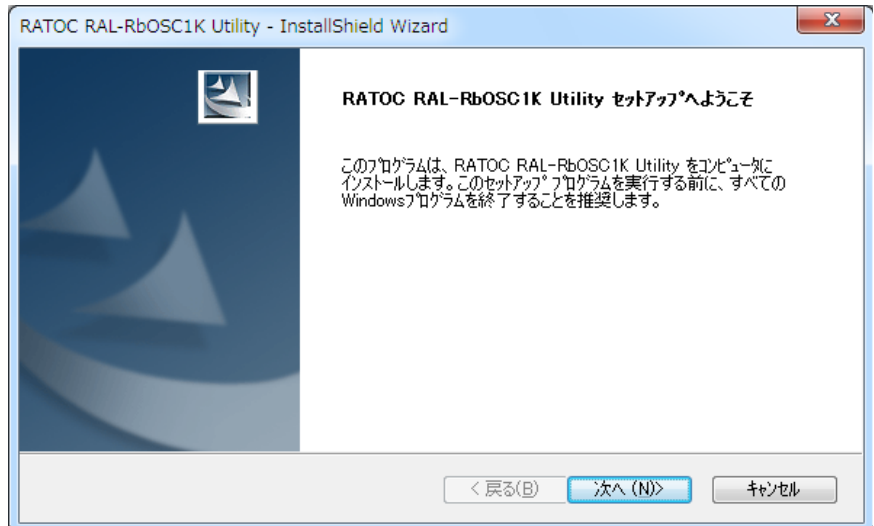 RATOC RAL-RbOSC1K Utility - InstallShield Wizard
RATOC RAL-RbOSC1K Utility ｾｯﾄｱｯﾌﾟへようこそ
このﾌﾟﾛｸﾞﾗﾑは、RATOC RAL-RbOSC1K Utility をｺﾝﾋﾟｭｰﾀに
ｲﾝｽﾄｰﾙします。このｾｯﾄｱｯﾌﾟ ﾌﾟﾛｸﾞﾗﾑを実行する前に、すべての
Windowsﾌﾟﾛｸﾞﾗﾑを終了することを推奨します。
< 戻る(B)
次へ (N)>
ｷｬﾝｾﾙ